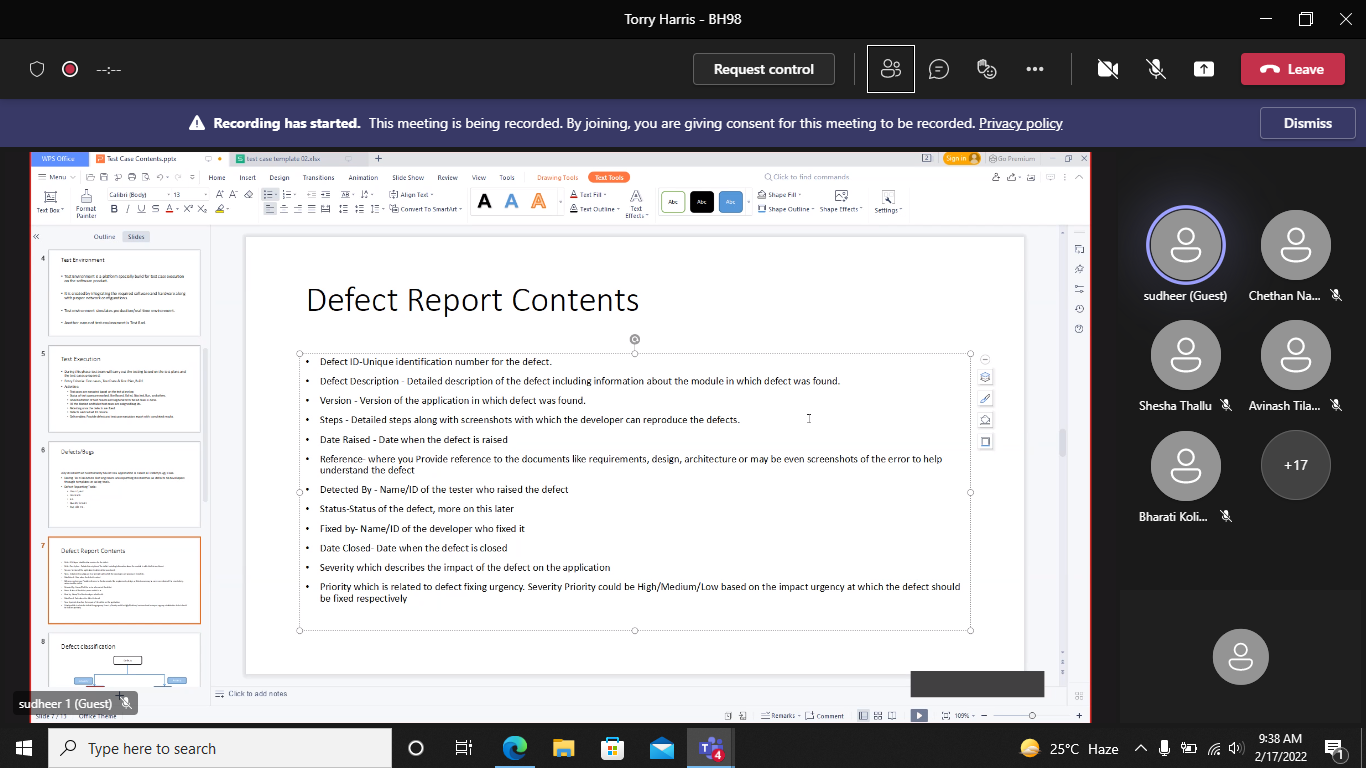 Torry Harris - BH98
--:--
Request control
Leave
Recording has started. This meeting is being recorded. By joining, you are giving consent for this meeting to be recorded. Privacy policy
Dismiss
WPS Office
Test Case Contents.pptx
test case template 02.xlsx
Sign in
Go Premium
Menu
Home
Insert
Design
Transitions
Animation
Slide Show
Review
View
Tools
Drawing Tools
Text Tools
Click to find commands
Text Box
Format
Painter
Calibri (Body)
13
Align Text
Convert To SmartArt
Text Fill
Text Outline
Text
Effects
Abc
Abc
Abc
Shape Fill
Shape Outline
Shape Effects
Settings
Outline
Slides
4
Test Environment
5
Test Execution
6
Defects/Bugs
7
Defect Report Contents
8
Defect classification
Defect Report Contents
• Defect ID-Unique identification number for the defect.
• Defect Description - Detailed description of the defect including information about the module in which defect was found.
• Version - Version of the application in which defect was found.
• Steps - Detailed steps along with screenshots with which the developer can reproduce the defects.
• Date Raised - Date when the defect is raised
• Reference- where you Provide reference to the documents like requirements, design, architecture or may be even screenshots of the error to help
understand the defect
• Detected By - Name/ID of the tester who raised the defect
• Status-Status of the defect, more on this later
• Fixed by- Name/ID of the developer who fixed it
• Date Closed- Date when the defect is closed
• Severity which describes the impact of the defect on the application
• Priority which is related to defect fixing urgency. Severity Priority could be High/Medium/Low based on the impact urgency at which the defect should
be fixed respectively
Click to add notes
Slide 7 / 13
Office Theme
Remarks
Comment
109%
sudheer 1 (Guest)
sudheer (Guest)
Chethan Na...
Shesha Thallu
Avinash Tila...
Bharati Koli...
+17
Type here to search
4
25°C Haze
9:38 AM
2/17/2022
1